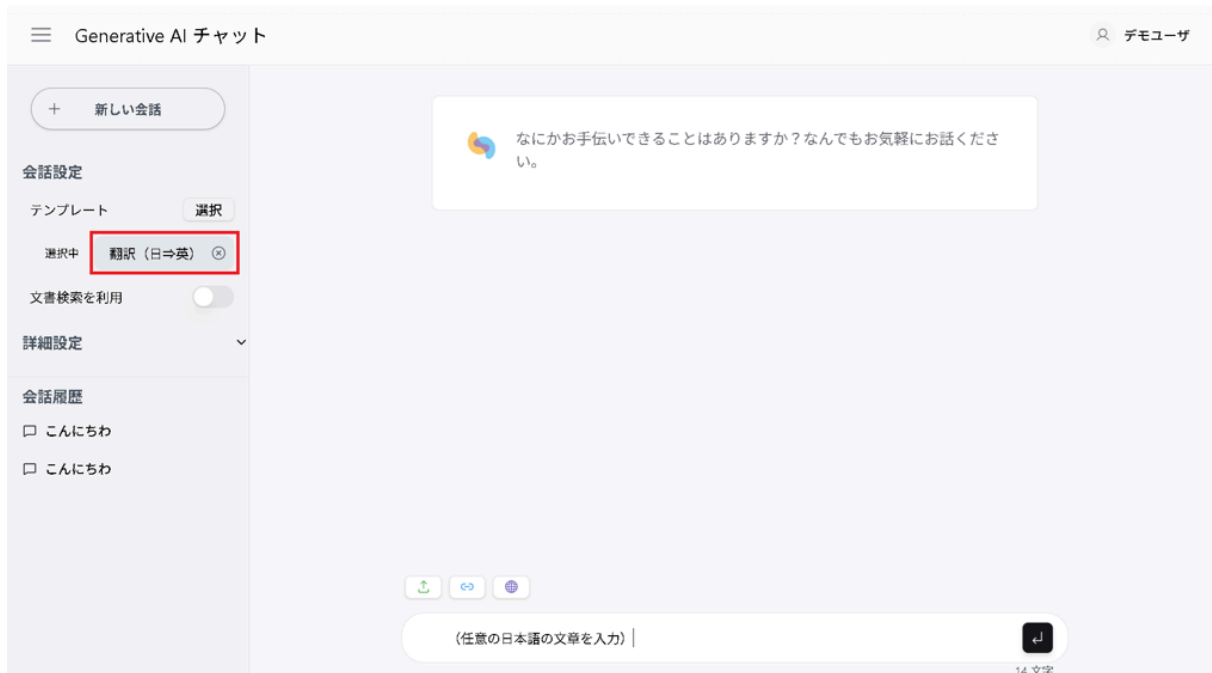 Generative AI チャット
デモユーザ
新しい会話
会話設定
テンプレート
選択
選択中
翻訳（日⇒英）
文書検索を利用
詳細設定
会話履歴
こんにちわ
こんにちわ
なにかお手伝いできることはありますか？なんでもお気軽にお話くださ
い。
（任意の日本語の文章を入力）
14 文字